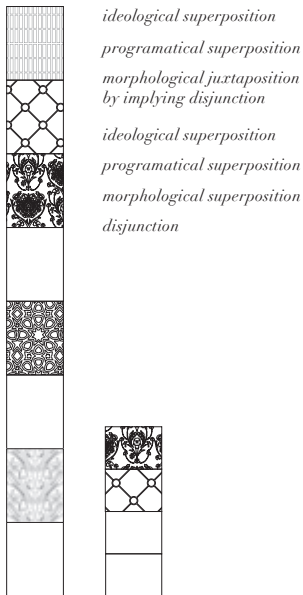 ideological superposition
programatical superposition
morphological juxtaposition
by implying disjunction
ideological superposition
programatical superposition
morphological superposition
disjunction